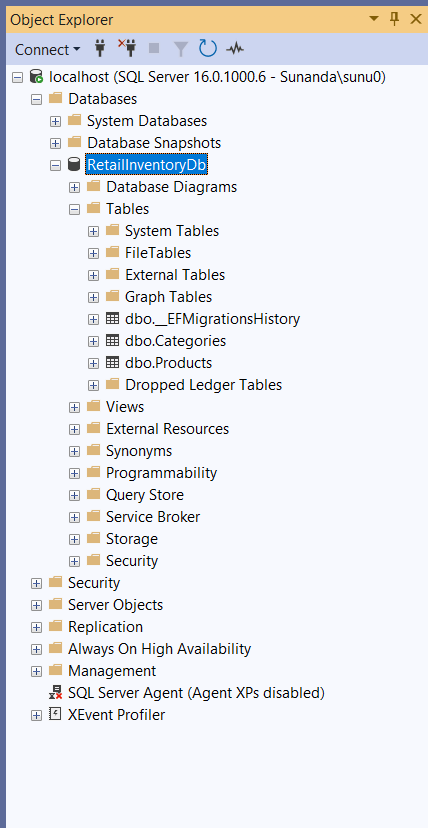 Object Explorer
Connect
localhost (SQL Server 16.0.1000.6 - Sunanda\sunu0)
Databases
System Databases
Database Snapshots
RetailInventoryDb
Database Diagrams
Tables
System Tables
FileTables
External Tables
Graph Tables
dbo.__EFMigrationsHistory
dbo.Categories
dbo.Products
Dropped Ledger Tables
Views
External Resources
Synonyms
Programmability
Query Store
Service Broker
Storage
Security
Security
Server Objects
Replication
Always On High Availability
Management
SQL Server Agent (Agent XPs disabled)
XEvent Profiler